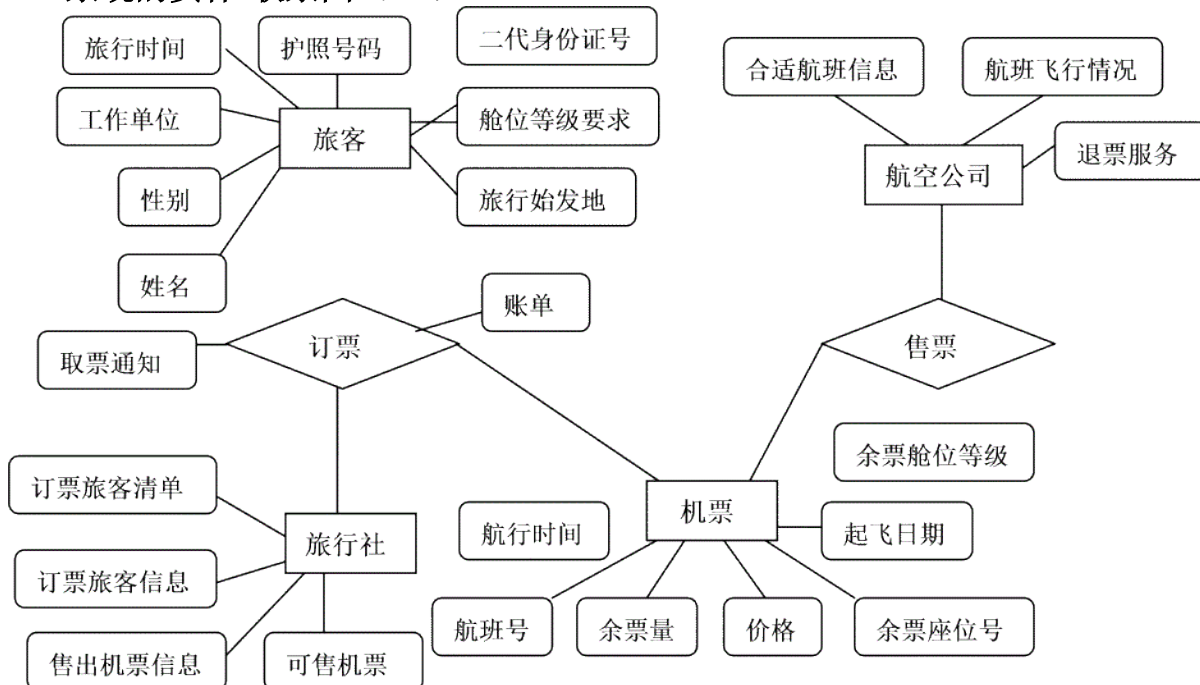 旅行时间
护照号码
二代身份证号
工作单位
旅客
舱位等级要求
性别
旅行始发地
姓名
合适航班信息
航班飞行情况
航空公司
退票服务
账单
取票通知
订票
售票
余票舱位等级
订票旅客清单
旅行社
机票
航行时间
起飞日期
订票旅客信息
航班号
余票量
价格
余票座位号
售出机票信息
可售机票